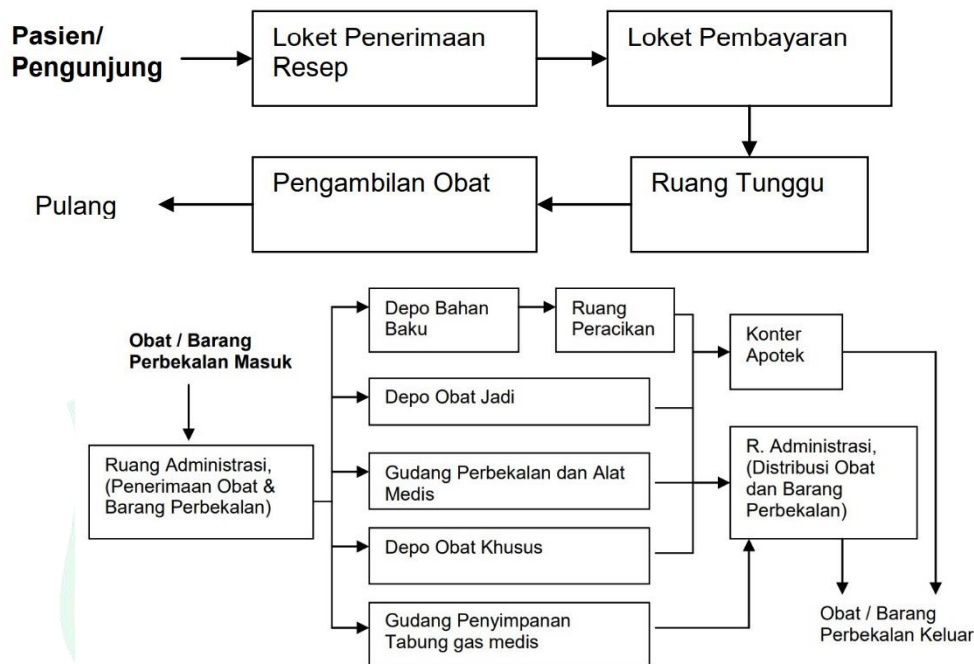 Pasien/
Pengunjung
Loket Penerimaan
Resep
Loket Pembayaran
Pulang
Pengambilan Obat
Ruang Tunggu
Obat / Barang
Perbekalan Masuk
Ruang Administrasi,
(Penerimaan Obat &
Barang Perbekalan)
Depo Bahan
Baku
Ruang
Peracikan
Depo Obat Jadi
Gudang Perbekalan dan Alat
Medis
Depo Obat Khusus
Gudang Penyimpanan
Tabung gas medis
Konter
Apotek
R. Administrasi,
(Distribusi Obat
dan Barang
Perbekalan)
Obat / Barang
Perbekalan Keluar